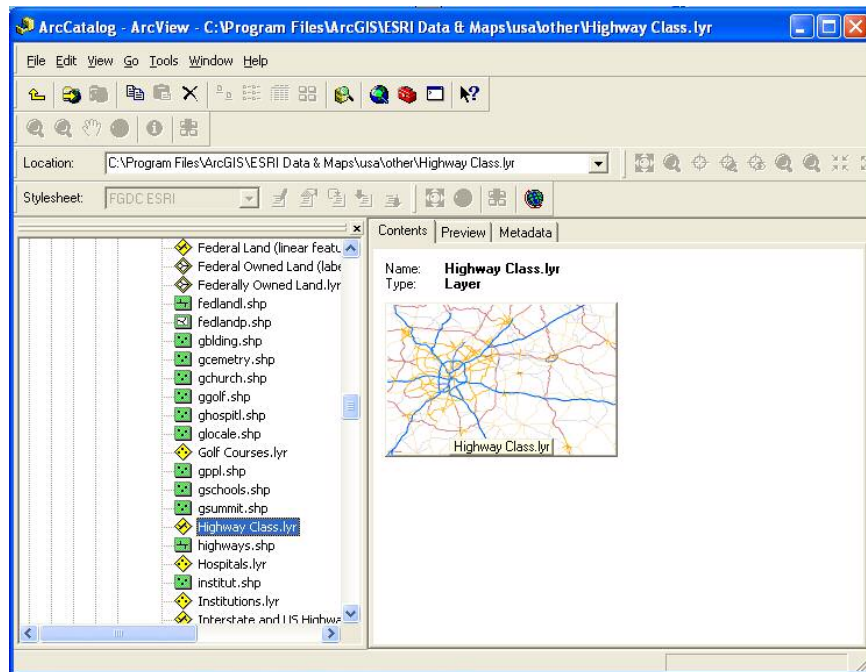 ArcCatalog - ArcView - C:\Program Files\ArcGIS\ESRI Data & Maps\usa\other\Highway Class.lyr
File Edit View Go Tools Window Help
Location: C:\Program Files\ArcGIS\ESRI Data & Maps\usa\other\Highway Class.lyr
Stylesheet: FGDC ESRI
Contents Preview Metadata
Federal Land (linear featu
Federal Owned Land (labe
Federally Owned Land.lyr
fedlandl.shp
fedlandp.shp
gblding.shp
gcemetry.shp
gchurch.shp
ggolf.shp
ghospitl.shp
glocale.shp
Golf Courses.lyr
gppl.shp
gschools.shp
gsummit.shp
Highway Class.lyr
highways.shp
Hospitals.lyr
institut.shp
Institutions.lyr
Interstate and US Highwa
Name: Highway Class.lyr
Type: Layer
Highway Class.lyr